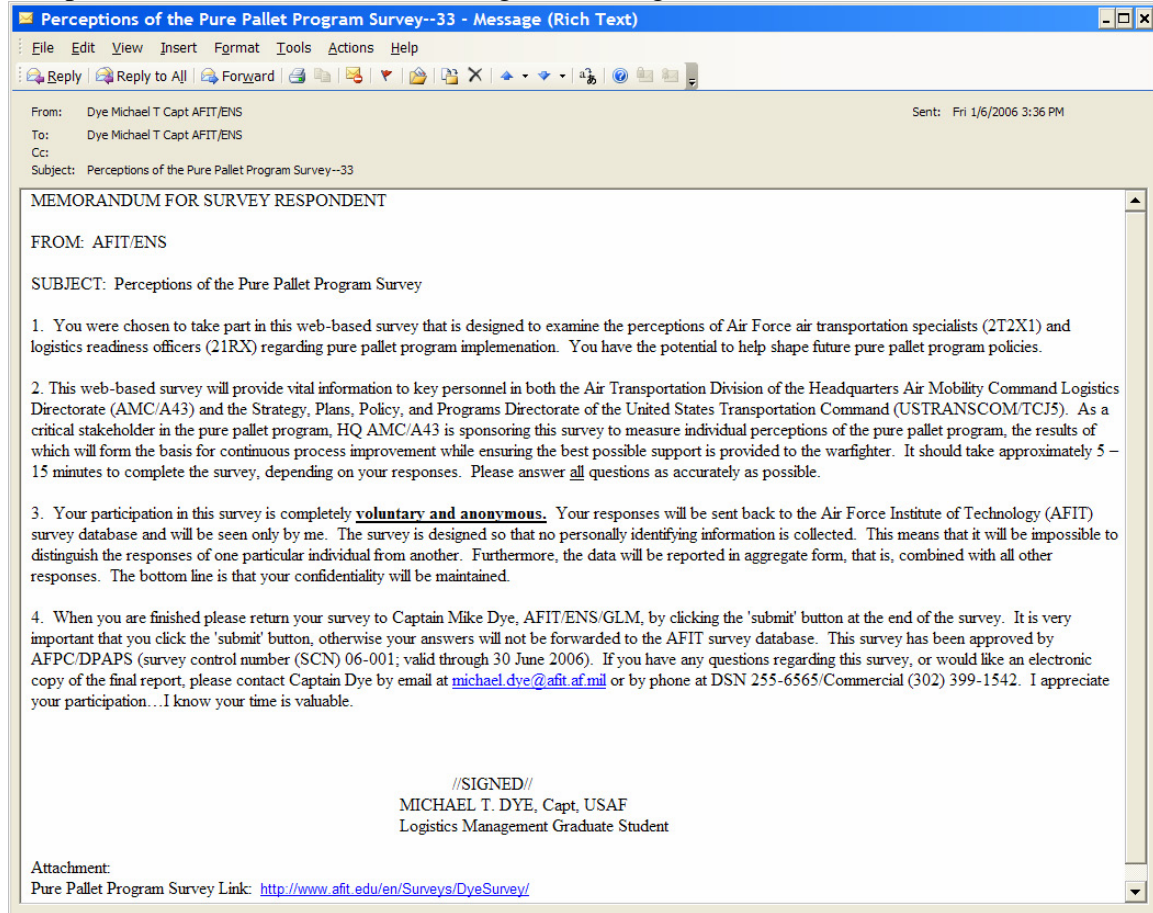 Perceptions of the Pure Pallet Program Survey--33 - Message (Rich Text)
File Edit View Insert Format Tools Actions Help
Reply Reply to All Forward
From: Dye Michael T Capt AFIT/ENS Sent: Fri 1/6/2006 3:36 PM
To: Dye Michael T Capt AFIT/ENS
Cc:
Subject: Perceptions of the Pure Pallet Program Survey--33
MEMORANDUM FOR SURVEY RESPONDENT
FROM: AFIT/ENS
SUBJECT: Perceptions of the Pure Pallet Program Survey
1. You were chosen to take part in this web-based survey that is designed to examine the perceptions of Air Force air transportation specialists (2T2X1) and
logistics readiness officers (21RX) regarding pure pallet program implemenation. You have the potential to help shape future pure pallet program policies.
2. This web-based survey will provide vital information to key personnel in both the Air Transportation Division of the Headquarters Air Mobility Command Logistics
Directorate (AMC/A43) and the Strategy, Plans, Policy, and Programs Directorate of the United States Transportation Command (USTRANSCOM/TCJ5). As a
critical stakeholder in the pure pallet program, HQ AMC/A43 is sponsoring this survey to measure individual perceptions of the pure pallet program, the results of
which will form the basis for continuous process improvement while ensuring the best possible support is provided to the warfighter. It should take approximately 5 –
15 minutes to complete the survey, depending on your responses. Please answer all questions as accurately as possible.
3. Your participation in this survey is completely voluntary and anonymous. Your responses will be sent back to the Air Force Institute of Technology (AFIT)
survey database and will be seen only by me. The survey is designed so that no personally identifying information is collected. This means that it will be impossible to
distinguish the responses of one particular individual from another. Furthermore, the data will be reported in aggregate form, that is, combined with all other
responses. The bottom line is that your confidentiality will be maintained.
4. When you are finished please return your survey to Captain Mike Dye, AFIT/ENS/GLM, by clicking the 'submit' button at the end of the survey. It is very
important that you click the 'submit' button, otherwise your answers will not be forwarded to the AFIT survey database. This survey has been approved by
AFPC/DPAPS (survey control number (SCN) 06-001; valid through 30 June 2006). If you have any questions regarding this survey, or would like an electronic
copy of the final report, please contact Captain Dye by email at michael.dye@afit.af.mil or by phone at DSN 255-6565/Commercial (302) 399-1542. I appreciate
your participation…I know your time is valuable.
//SIGNED//
MICHAEL T. DYE, Capt, USAF
Logistics Management Graduate Student
Attachment:
Pure Pallet Program Survey Link: http://www.afit.edu/en/Surveys/DyeSurvey/